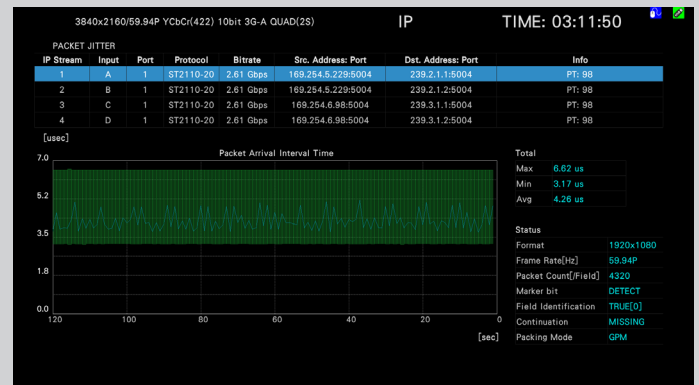 3840x2160/59.94P YCbCr(422) 10bit 3G-A QUAD(2S) IP TIME: 03:11:50
PACKET JITTER
IP Stream Input Port Protocol Bitrate Src. Address: Port Dst. Address: Port Info
1 A 1 ST2110-20 2.61 Gbps 169.254.5.229:5004 239.2.1.1:5004 PT: 98
2 B 1 ST2110-20 2.61 Gbps 169.254.5.229:5004 239.2.1.2:5004 PT: 98
3 C 1 ST2110-20 2.61 Gbps 169.254.6.98:5004 239.3.1.1:5004 PT: 98
4 D 1 ST2110-20 2.61 Gbps 169.254.6.98:5004 239.3.1.2:5004 PT: 98
[usec]
Packet Arrival Interval Time
7.0
5.2
3.5
1.8
0.0
120 100 80 60 40 20 0
[sec]
Total
Max 6.62 us
Min 3.17 us
Avg 4.26 us
Status
Format 1920x1080
Frame Rate[Hz] 59.94P
Packet Count[/Field] 4320
Marker bit DETECT
Field Identification TRUE[0]
Continuation MISSING
Packing Mode GPM